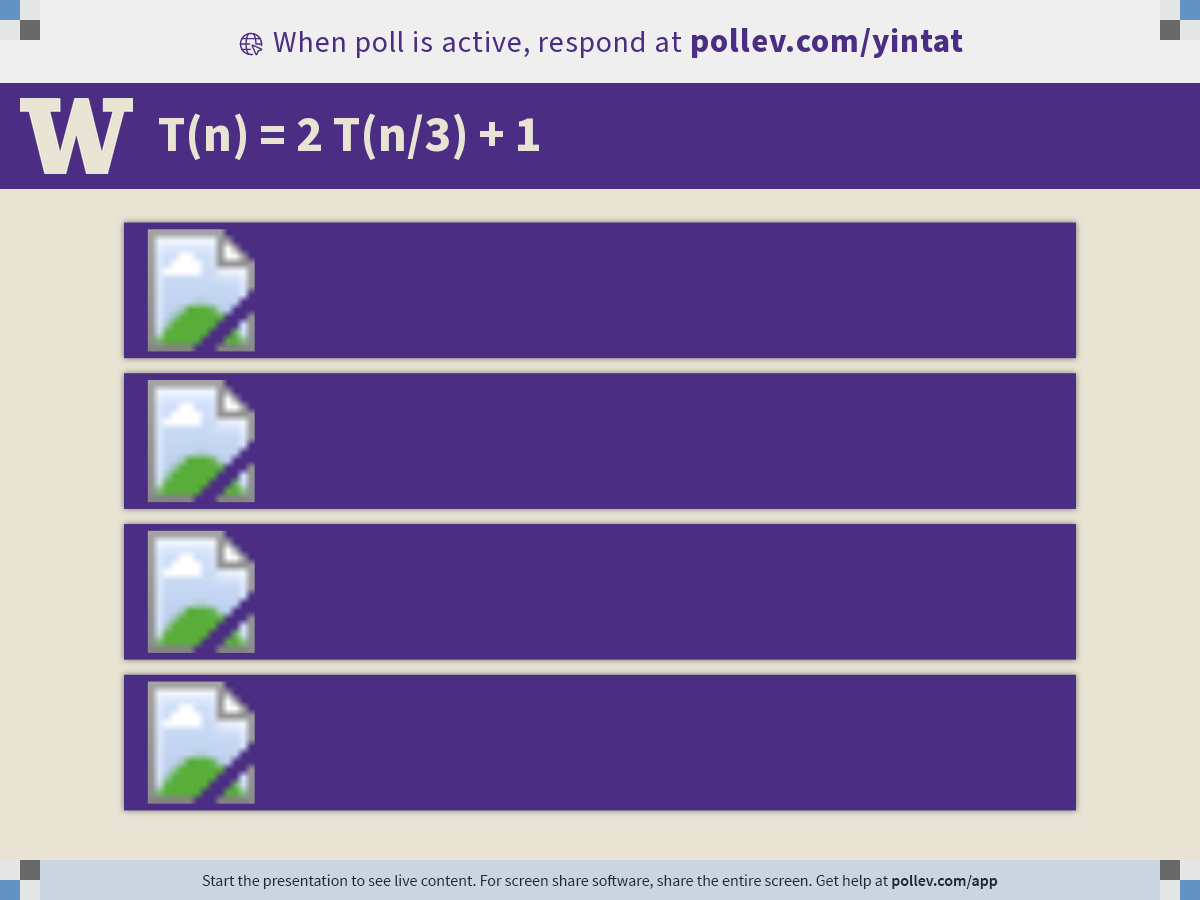 When poll is active, respond at pollev.com/yintat
W T(n) = 2 T(n/3) + 1
Start the presentation to see live content. For screen share software, share the entire screen. Get help at pollev.com/app